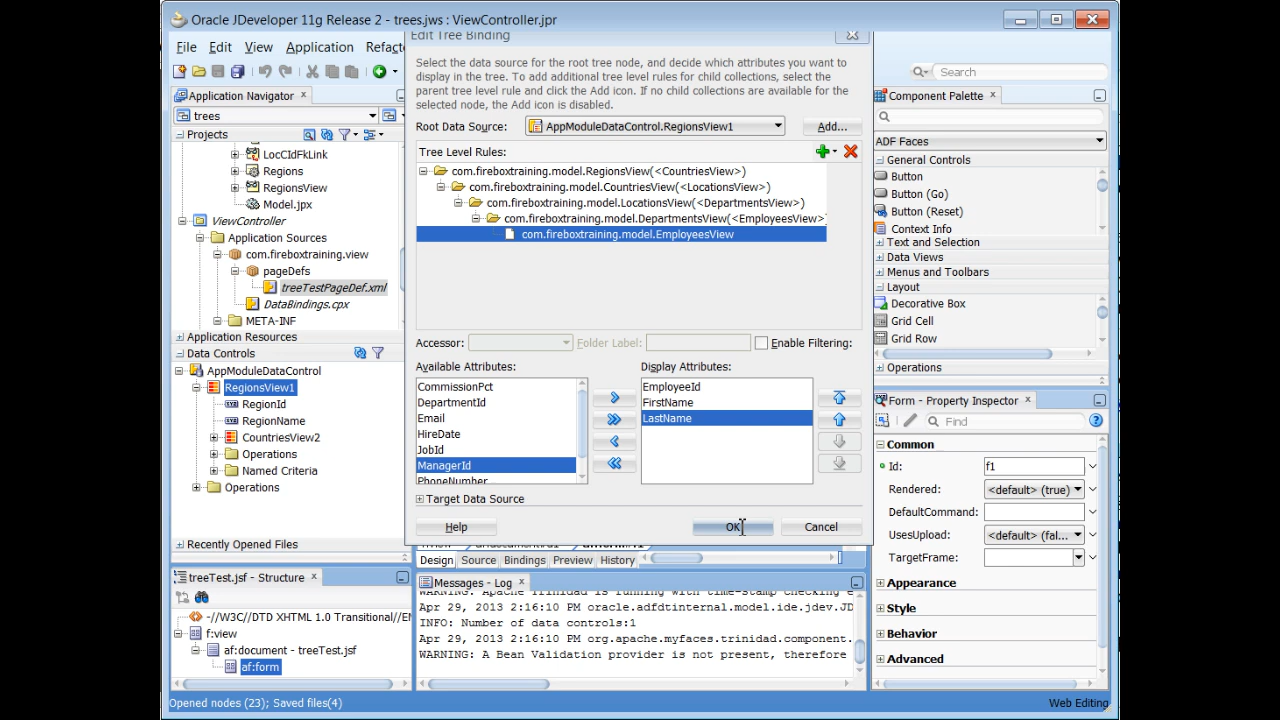 Oracle JDeveloper 11g Release 2 - trees.jws : ViewController.jpr
File Edit View Application Refact
Edit Tree Binding
Select the data source for the root tree node, and decide which attributes you want to
display in the tree. To add additional tree level rules for child collections, select the
parent tree level rule and click the Add icon. If no child collections are available for the
selected node, the Add icon is disabled.
Root Data Source: AppModuleDataControl.RegionsView1 Add...
Tree Level Rules:
com.fireboxtraining.model.RegionsView(<CountriesView>)
com.fireboxtraining.model.CountriesView(<LocationsView>)
com.fireboxtraining.model.LocationsView(<DepartmentsView>)
com.fireboxtraining.model.DepartmentsView(<EmployeesView>
com.fireboxtraining.model.EmployeesView
Accessor: Folder Label: Enable Filtering:
Available Attributes: Display Attributes:
CommissionPct
DepartmentId
Email
HireDate
JobId
ManagerId
PhoneNumber
EmployeeId
FirstName
LastName
Target Data Source
Help OK Cancel
Application Navigator
trees
Projects
LocCIdFkLink
Regions
RegionsView
Model.jpx
ViewController
Application Sources
com.fireboxtraining.view
pageDefs
treeTestPageDef.xml
DataBindings.cpx
META-INF
Application Resources
Data Controls
AppModuleDataControl
RegionsView1
RegionId
RegionName
CountriesView2
Operations
Named Criteria
Operations
Recently Opened Files
treeTest.jsf - Structure
-//W3C//DTD XHTML 1.0 Transitional//EN
f:view
af:document - treeTest.jsf
af:form
Design Source Bindings Preview History
Messages - Log
WARNING: Apache Trinidad is running with time-stamp checking e
Apr 29, 2013 2:16:10 PM oracle.adfdtinternal.model.ide.jdev.JD
INFO: Number of data controls:1
Apr 29, 2013 2:16:10 PM org.apache.myfaces.trinidad.component.
WARNING: A Bean Validation provider is not present, therefore
Search
Component Palette
ADF Faces
General Controls
Button
Button (Go)
Button (Reset)
Context Info
Text and Selection
Data Views
Menus and Toolbars
Layout
Decorative Box
Grid Cell
Grid Row
Operations
Form - Property Inspector
Find
Common
Id: f1
Rendered: <default> (true)
DefaultCommand:
UsesUpload: <default> (fal...
TargetFrame:
Appearance
Style
Behavior
Advanced
Opened nodes (23); Saved files(4)
Web Editing